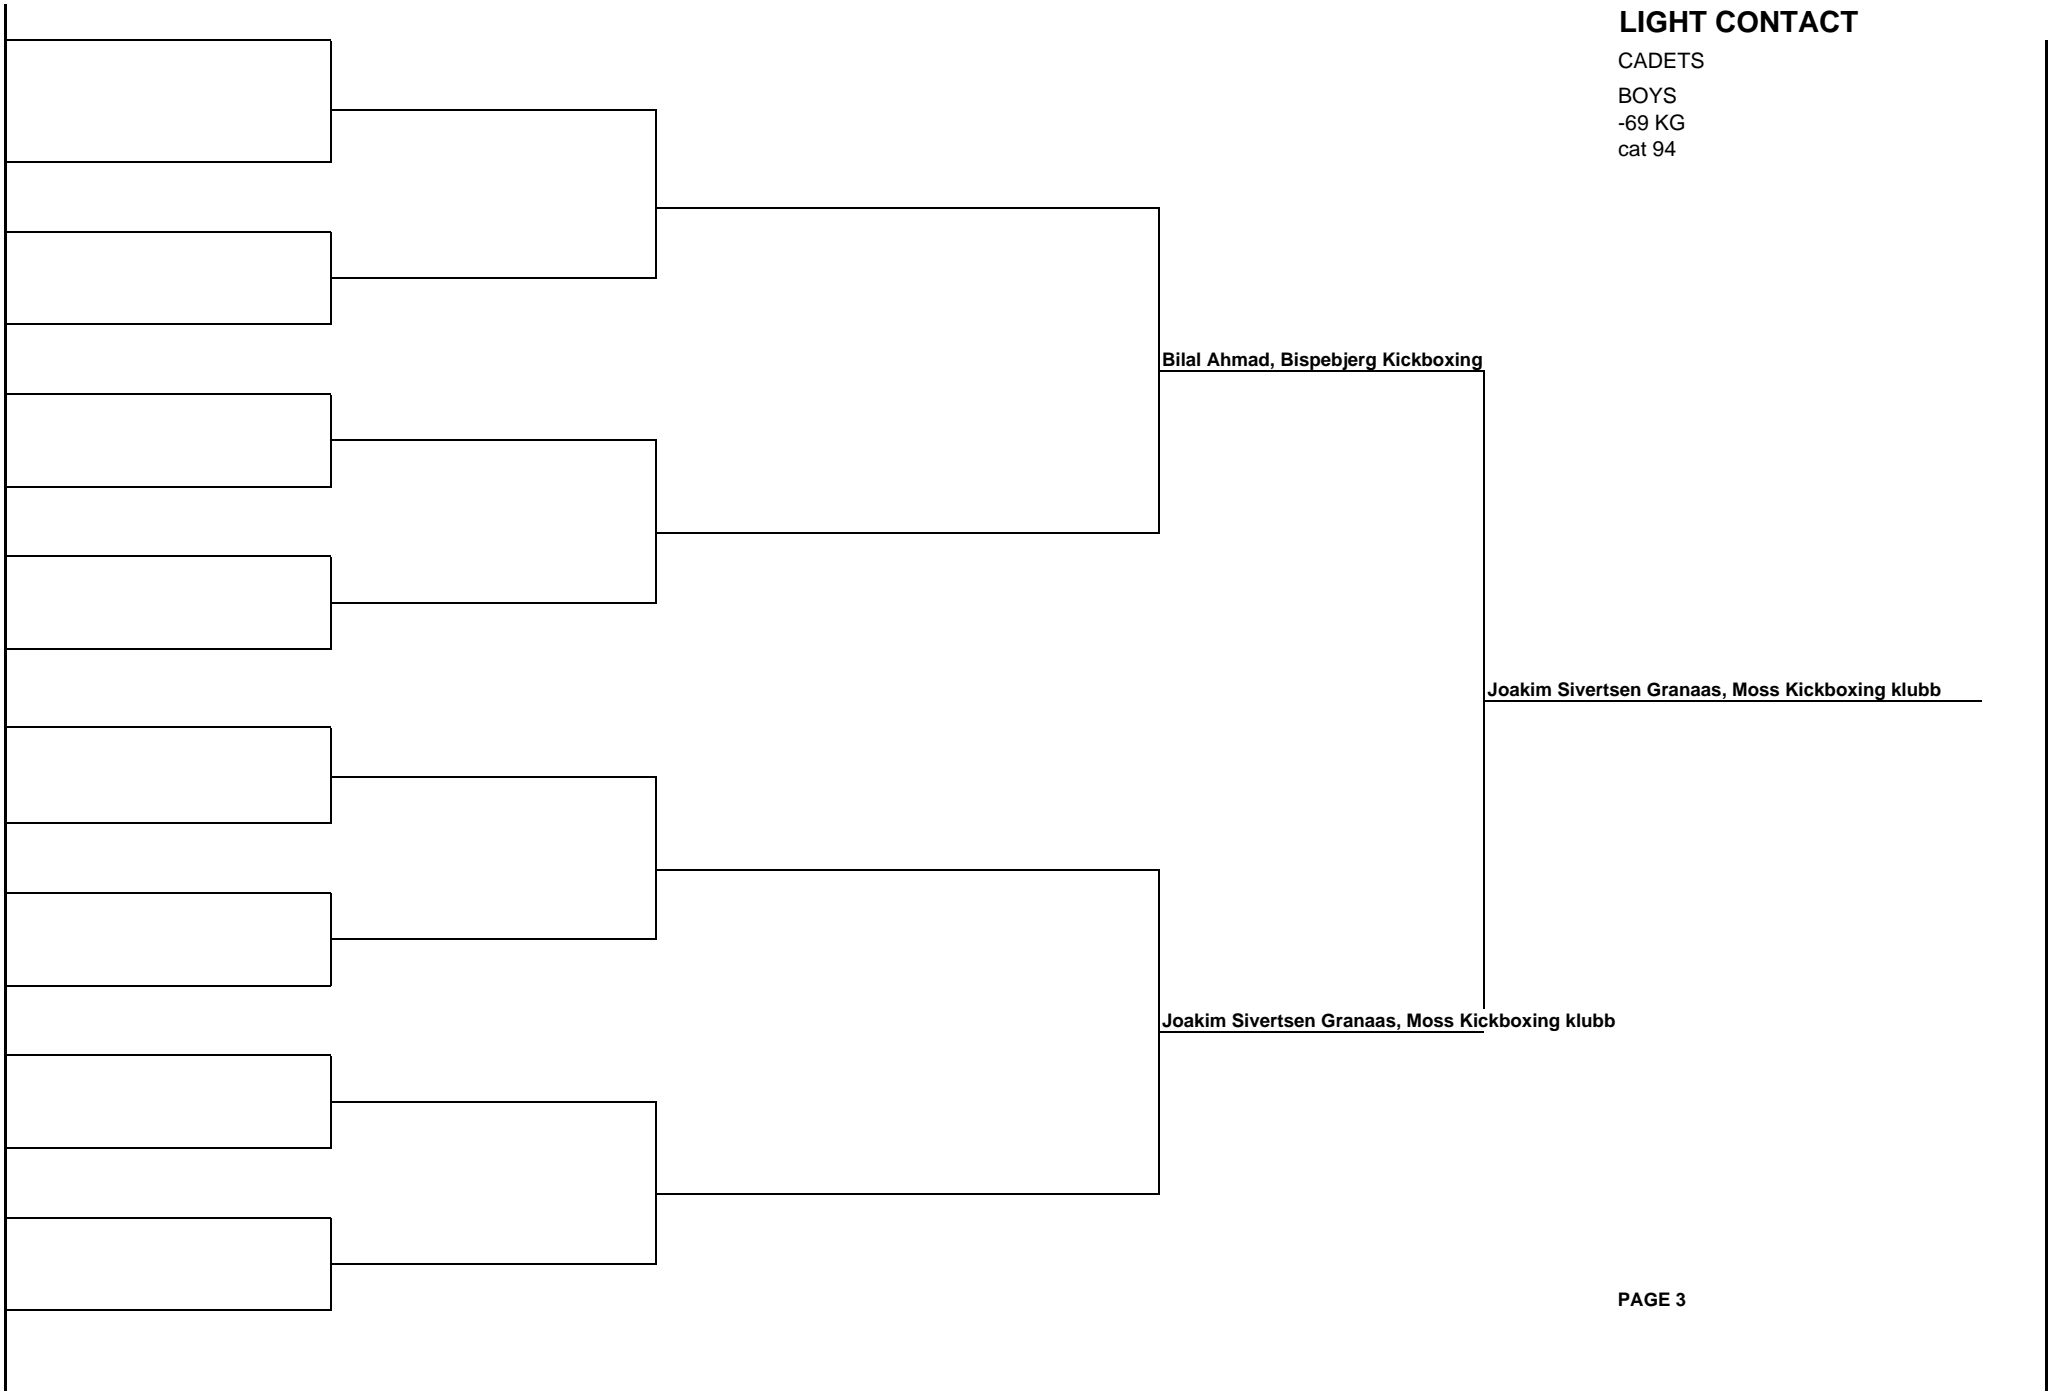 LIGHT CONTACT
CADETS
BOYS
-69 KG
cat 94
Bilal Ahmad, Bispebjerg Kickboxing
Joakim Sivertsen Granaas, Moss Kickboxing klubb
Joakim Sivertsen Granaas, Moss Kickboxing klubb
PAGE 3